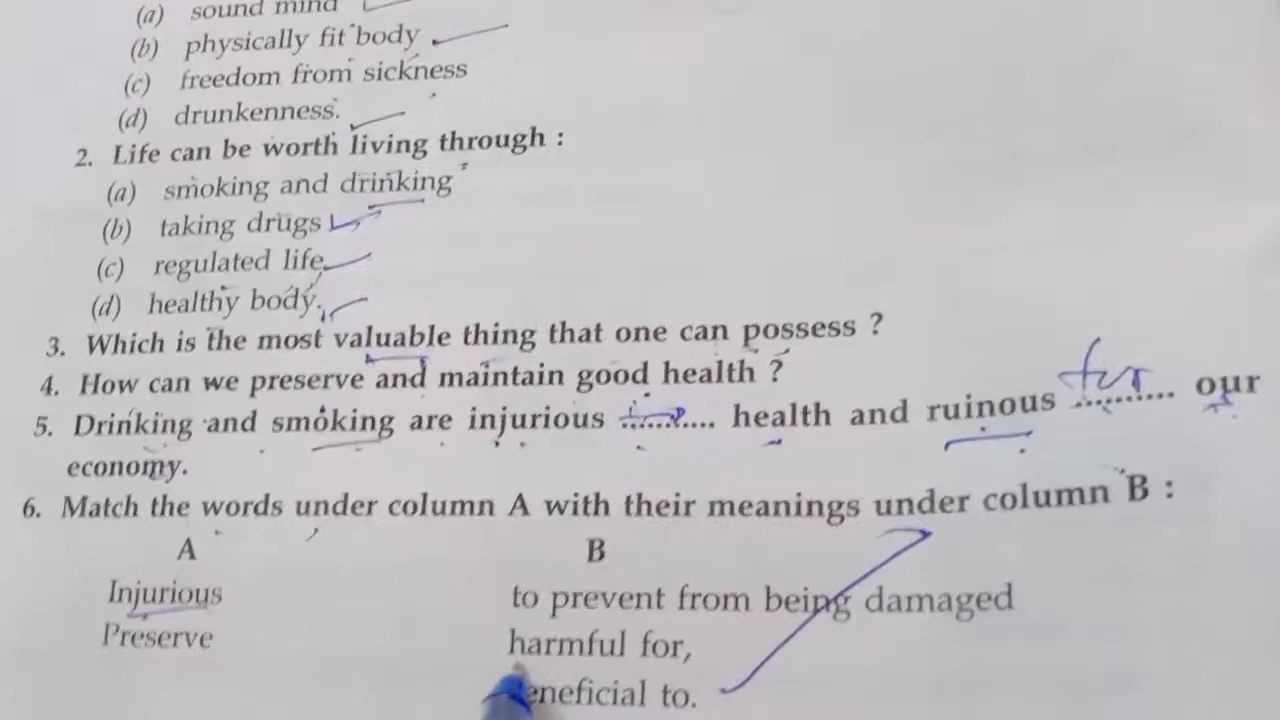 (a) sound mind
(b) physically fit body
(c) freedom from sickness
(d) drunkenness.
2. Life can be worth living through :
(a) smoking and drinking
(b) taking drugs
(c) regulated life
(d) healthy body.
3. Which is the most valuable thing that one can possess ?
4. How can we preserve and maintain good health ?
5. Drinking and smoking are injurious .......... health and ruinous for .......... our
economy.
6. Match the words under column A with their meanings under column B :
A B
Injurious to prevent from being damaged
Preserve harmful for,
eneficial to.